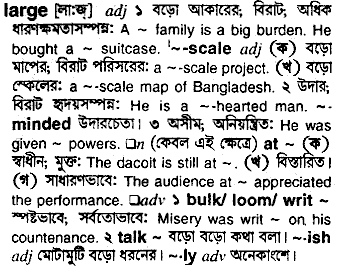 large [লা:জ্] adj ১ বড়ো আকারের; বিরাট; অধিক
ধারণক্ষমতাসম্পন্ন: A ~ family is a big burden. He
bought a ~ suitcase. '~-scale adj (ক) বড়ো
মাপের; বিরাট পরিসরের: a ~-scale project. (খ) বড়ো
স্কেলের: a ~-scale map of Bangladesh. ২ উদার;
বিরাট হৃদয়সম্পন্ন: He is a ~-hearted man. ~-
minded উদারচেতা। ৩ অসীম; অনিয়ন্ত্রিত: He was
given ~ powers. □n (কেবল এই ক্ষেত্রে) at ~ (ক)
স্বাধীন; মুক্ত: The dacoit is still at ~. (খ) বিস্তারিত।
(গ) সাধারণভাবে: The audience at ~ appreciated
the performance. □adv ১ bulk/ loom/ writ ~
স্পষ্টভাবে; সর্বতোভাবে: Misery was writ ~ on his
countenance. ২ talk ~ বড়ো বড়ো কথা বলা। ~-ish
adj মোটামুটি বড়ো ধরনের। ~-ly adv অনেকাংশে।